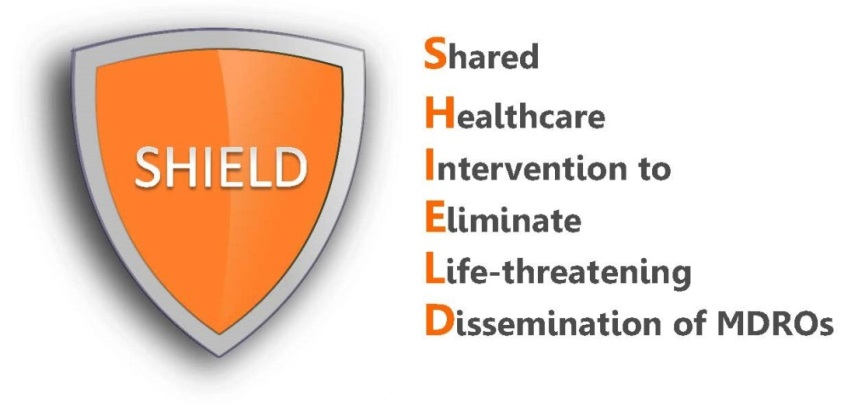 SHIELD
Shared
Healthcare
Intervention to
Eliminate
Life-threatening
Dissemination of MDROs